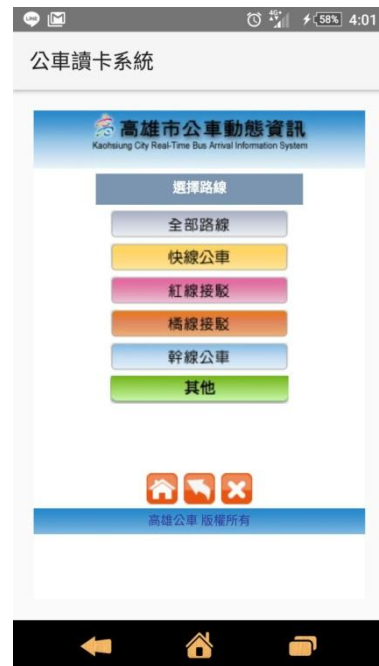 LINE
4G+
58%
4:01
公車讀卡系統
高雄市公車動態資訊
Kaohsiung City Real-Time Bus Arrival Information System
選擇路線
全部路線
快線公車
紅線接駁
橘線接駁
幹線公車
其他
高雄公車 版權所有